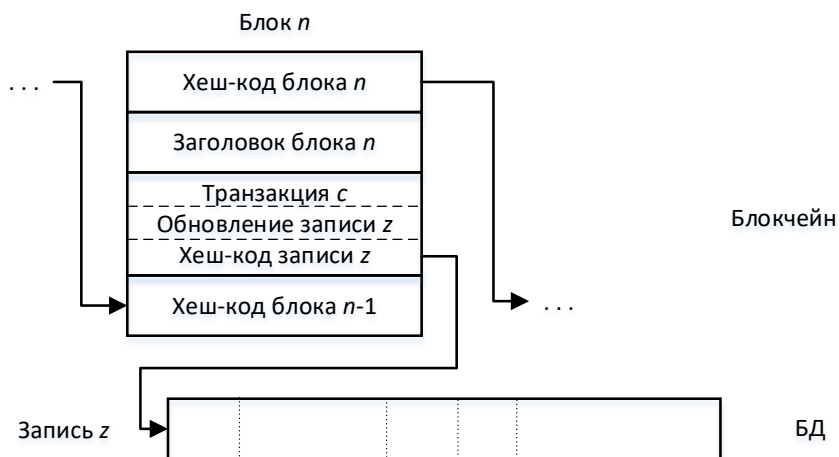 Блок n
. . .
Хеш-код блока n
Заголовок блока n
Транзакция c
Обновление записи z
Хеш-код записи z
Блокчейн
Хеш-код блока n-1
. . .
Запись z
БД